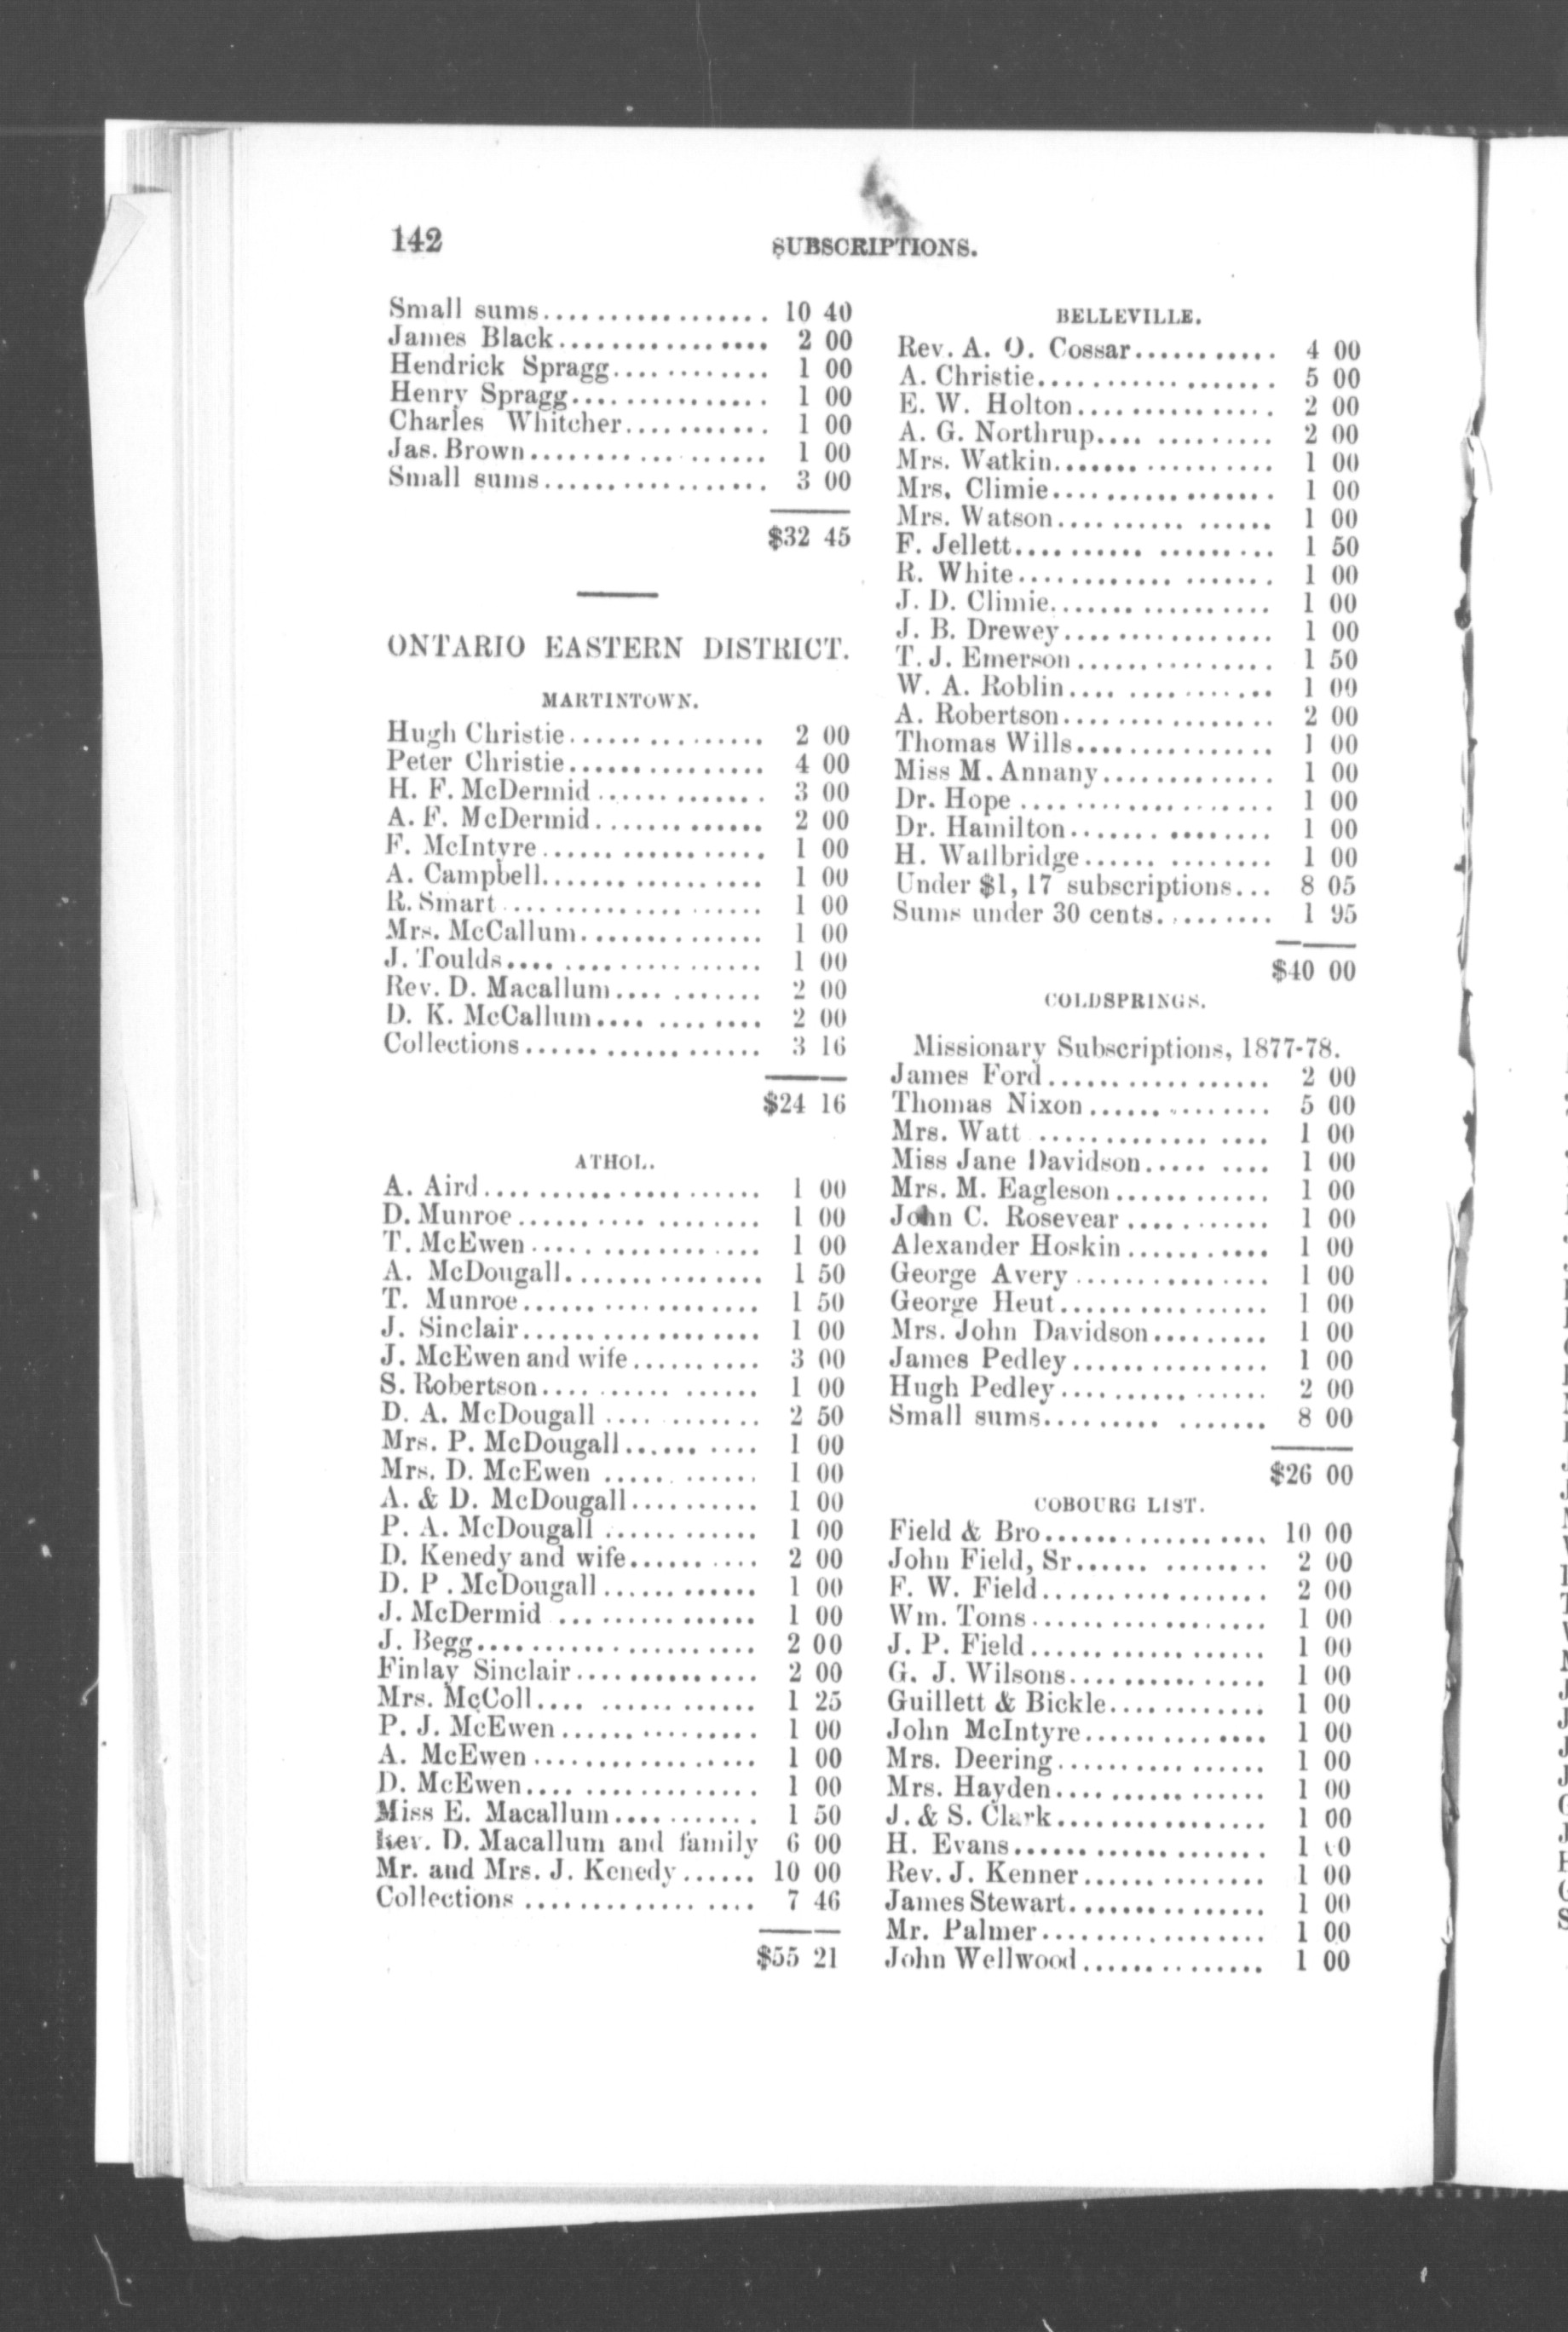 142
SUBSCRIPTIONS.
Small sums.................. 10 40
James Black................ 2 00
Hendrick Spragg............ 1 00
Henry Spragg............... 1 00
Charles Whitcher........... 1 00
Jas. Brown.................. 1 00
Small sums.................. 3 00
$32 45
ONTARIO EASTERN DISTRICT.
MARTINTOWN.
Hugh Christie............... 2 00
Peter Christie................ 4 00
H. F. McDermid ............. 3 00
A. F. McDermid............. 2 00
F. McIntyre.................. 1 00
A. Campbell................. 1 00
R. Smart .................... 1 00
Mrs. McCallum.............. 1 00
J. Toulds.... ............... 1 00
Rev. D. Macallum.... ....... 2 00
D. K. McCallum.... ........ 2 00
Collections.................. 3 16
$24 16
ATHOL.
A. Aird..................... 1 00
D. Munroe.................. 1 00
T. McEwen.................. 1 00
A. McDougall............... 1 50
T. Munroe.................. 1 50
J. Sinclair................... 1 00
J. McEwen and wife.......... 3 00
S. Robertson................ 1 00
D. A. McDougall ............ 2 50
Mrs. P. McDougall...... .... 1 00
Mrs. D. McEwen ..... ...... 1 00
A. & D. McDougall.......... 1 00
P. A. McDougall ............ 1 00
D. Kenedy and wife.......... 2 00
D. P . McDougall............ 1 00
J. McDermid ............... 1 00
J. Begg..................... 2 00
Finlay Sinclair.............. 2 00
Mrs. McColl.... ............ 1 25
P. J. McEwen............... 1 00
A. McEwen................. 1 00
D. McEwen.... ............. 1 00
Miss E. Macallum........... 1 50
Rev. D. Macallum and family 6 00
Mr. and Mrs. J. Kenedy...... 10 00
Collections .................. 7 46
$55 21
BELLEVILLE.
Rev. A. O. Cossar........... 4 00
A. Christie.................. 5 00
E. W. Holton............... 2 00
A. G. Northrup.... ......... 2 00
Mrs. Watkin................. 1 00
Mrs. Climie................. 1 00
Mrs. Watson.......... ...... 1 00
F. Jellett.......... ......... 1 50
R. White............ ....... 1 00
J. D. Climie................. 1 00
J. B. Drewey................ 1 00
T. J. Emerson............... 1 50
W. A. Roblin.... ........... 1 00
A. Robertson................ 2 00
Thomas Wills............... 1 00
Miss M. Annany............. 1 00
Dr. Hope .... ............... 1 00
Dr. Hamilton....... ........ 1 00
H. Wallbridge...... ........ 1 00
Under $1, 17 subscriptions... 8 05
Sums under 30 cents......... 1 95
$40 00
COLDSPRINGS.
Missionary Subscriptions, 1877-78.
James Ford.................. 2 00
Thomas Nixon.............. 5 00
Mrs. Watt .................. 1 00
Miss Jane Davidson..... .... 1 00
Mrs. M. Eagleson............ 1 00
John C. Rosevear ........... 1 00
Alexander Hoskin........... 1 00
George Avery ............... 1 00
George Heut................ 1 00
Mrs. John Davidson......... 1 00
James Pedley............... 1 00
Hugh Pedley................ 2 00
Small sums......... ....... 8 00
$26 00
COBOURG LIST.
Field & Bro................. 10 00
John Field, Sr...... ........ 2 00
F. W. Field................. 2 00
Wm. Toms.................. 1 00
J. P. Field.................. 1 00
G. J. Wilsons............... 1 00
Guillett & Bickle............ 1 00
John McIntyre.............. 1 00
Mrs. Deering................ 1 00
Mrs. Hayden................ 1 00
J. & S. Clark................ 1 00
H. Evans................... 1 00
Rev. J. Kenner.............. 1 00
James Stewart............... 1 00
Mr. Palmer................. 1 00
John Wellwood.............. 1 00